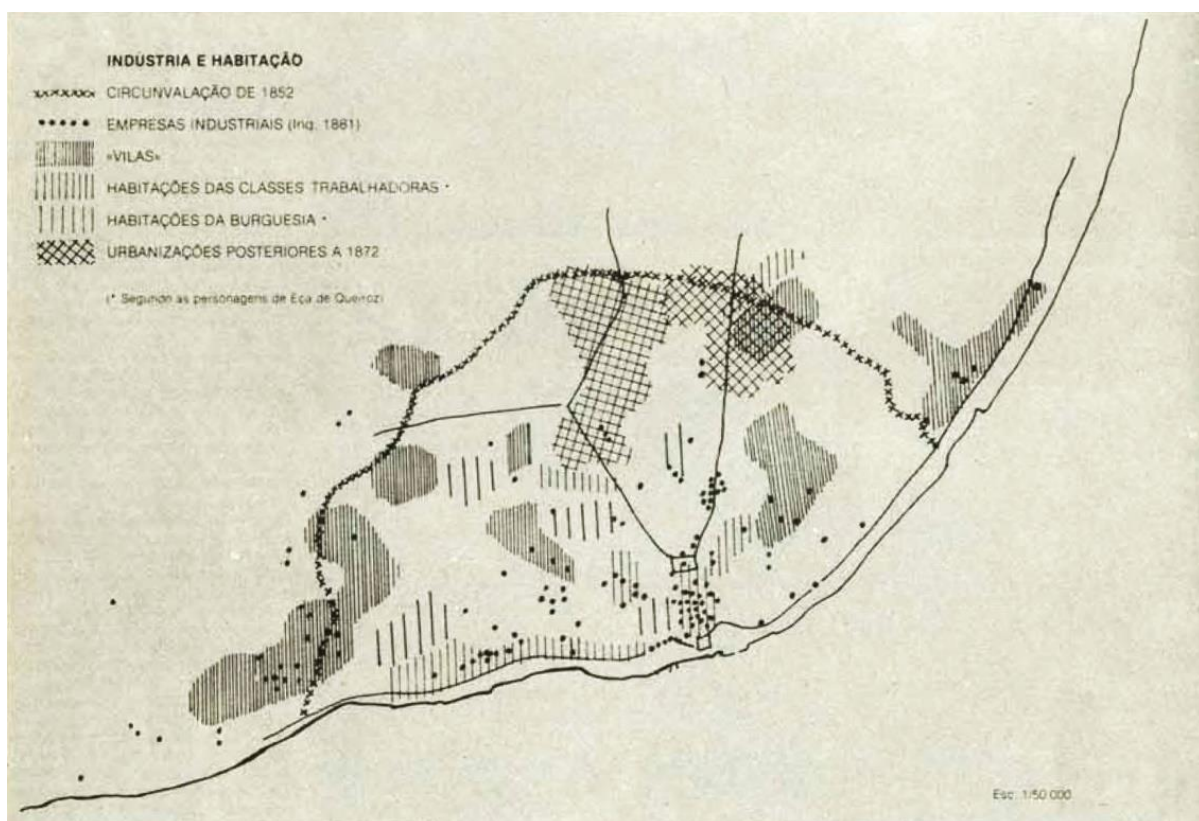 INDÚSTRIA E HABITAÇÃO
CIRCUNVALAÇÃO DE 1852
EMPRESAS INDUSTRIAIS (Inq. 1881)
«VILAS»
HABITAÇÕES DAS CLASSES TRABALHADORAS *
HABITAÇÕES DA BURGUESIA *
URBANIZAÇÕES POSTERIORES A 1872
(* Segundo as personagens de Eça de Queiroz)
Esc. 1/50 000